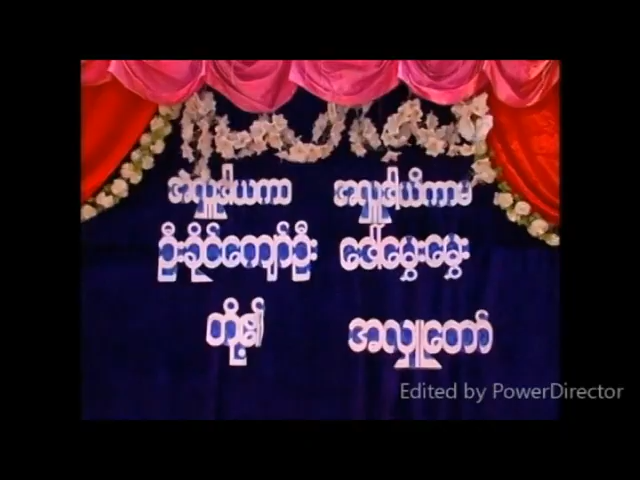 အလှူဒါယကာ အလှူဒါယိကာမ
ဦးခိုင်ကျော်ဦး ဒေါ်မွှေးမွှေး
တို့၏ အလှူတော်
Edited by PowerDirector